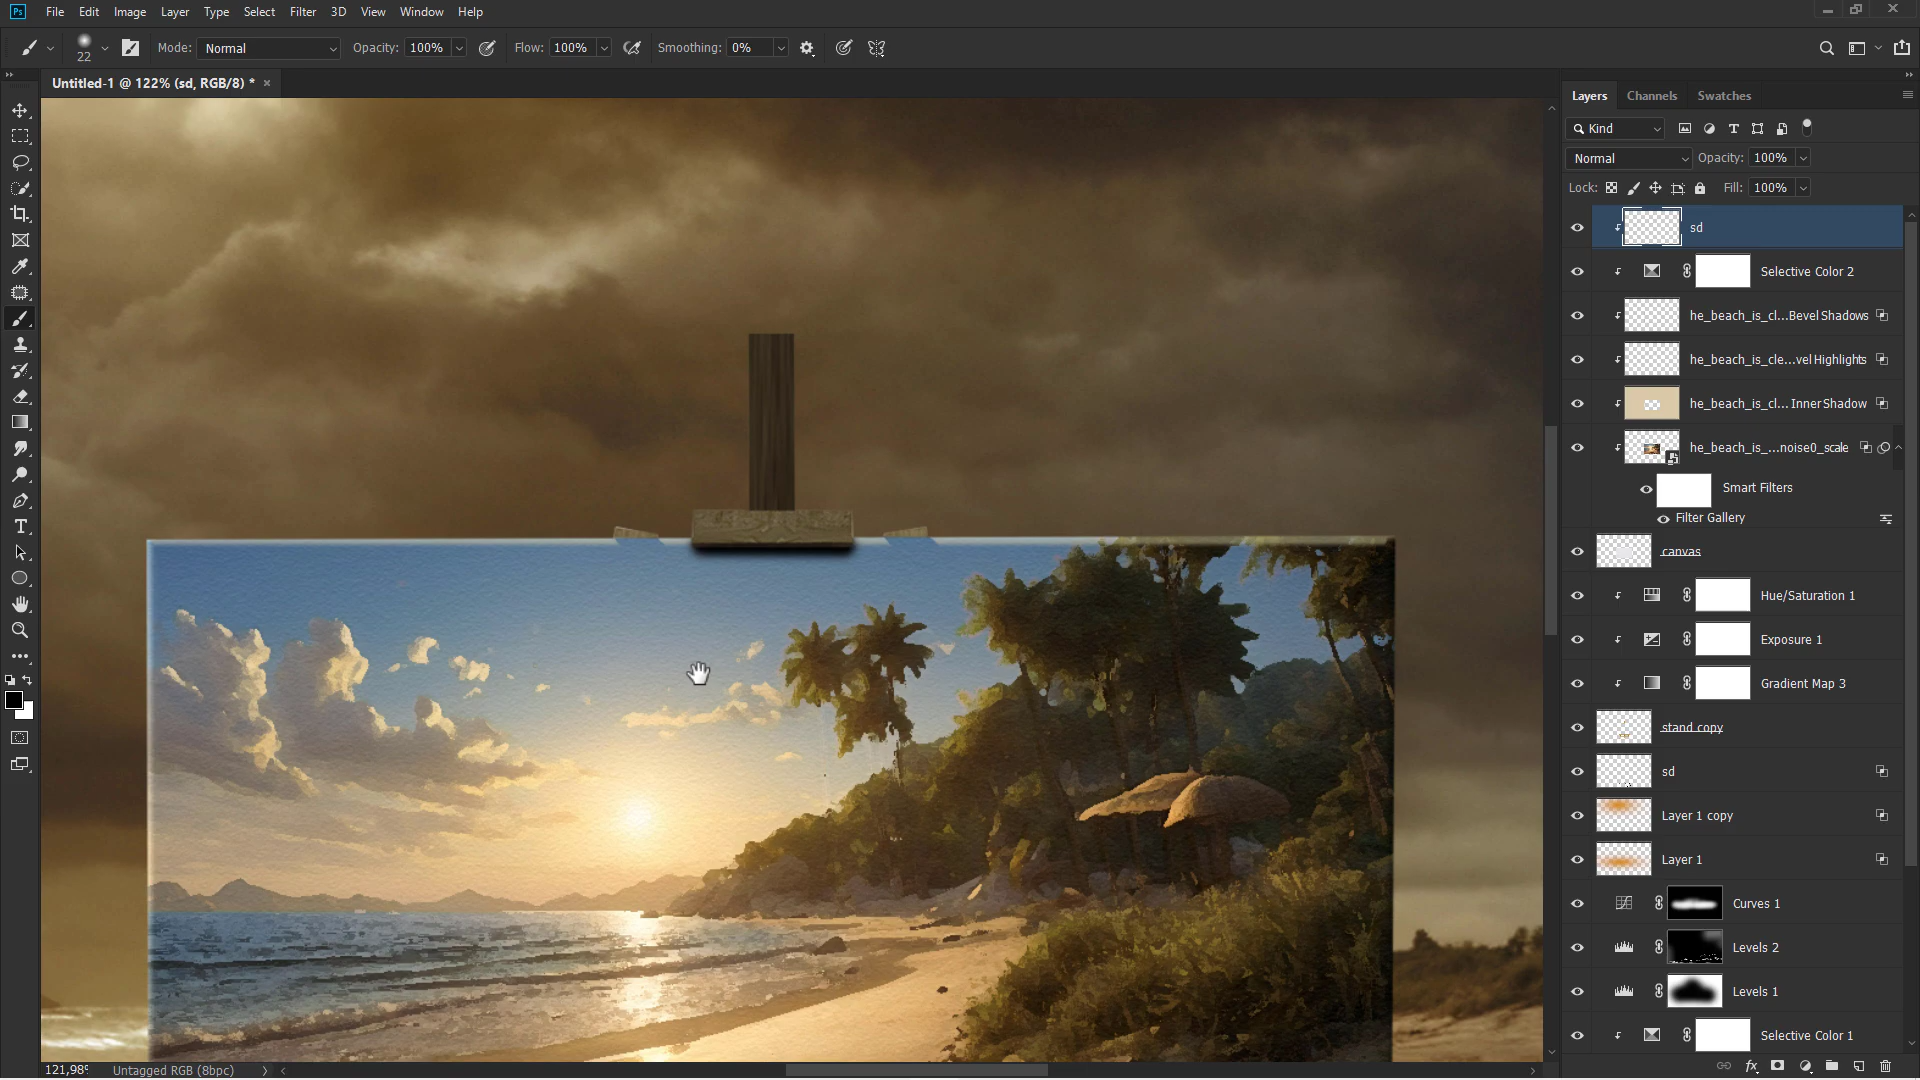 Ps File Edit Image Layer Type Select Filter 3D View Window Help
22 Mode: Normal Opacity: 100% Flow: 100% Smoothing: 0%
Untitled-1 @ 122% (sd, RGB/8) * ×
Layers Channels Swatches
Kind
Normal Opacity: 100%
Lock: Fill: 100%
sd
Selective Color 2
he_beach_is_cl...Bevel Shadows
he_beach_is_cle...vel Highlights
he_beach_is_cl... Inner Shadow
he_beach_is_...noise0_scale
Smart Filters
Filter Gallery
canvas
Hue/Saturation 1
Exposure 1
Gradient Map 3
stand copy
sd
Layer 1 copy
Layer 1
Curves 1
Levels 2
Levels 1
Selective Color 1
121,98% Untagged RGB (8bpc)